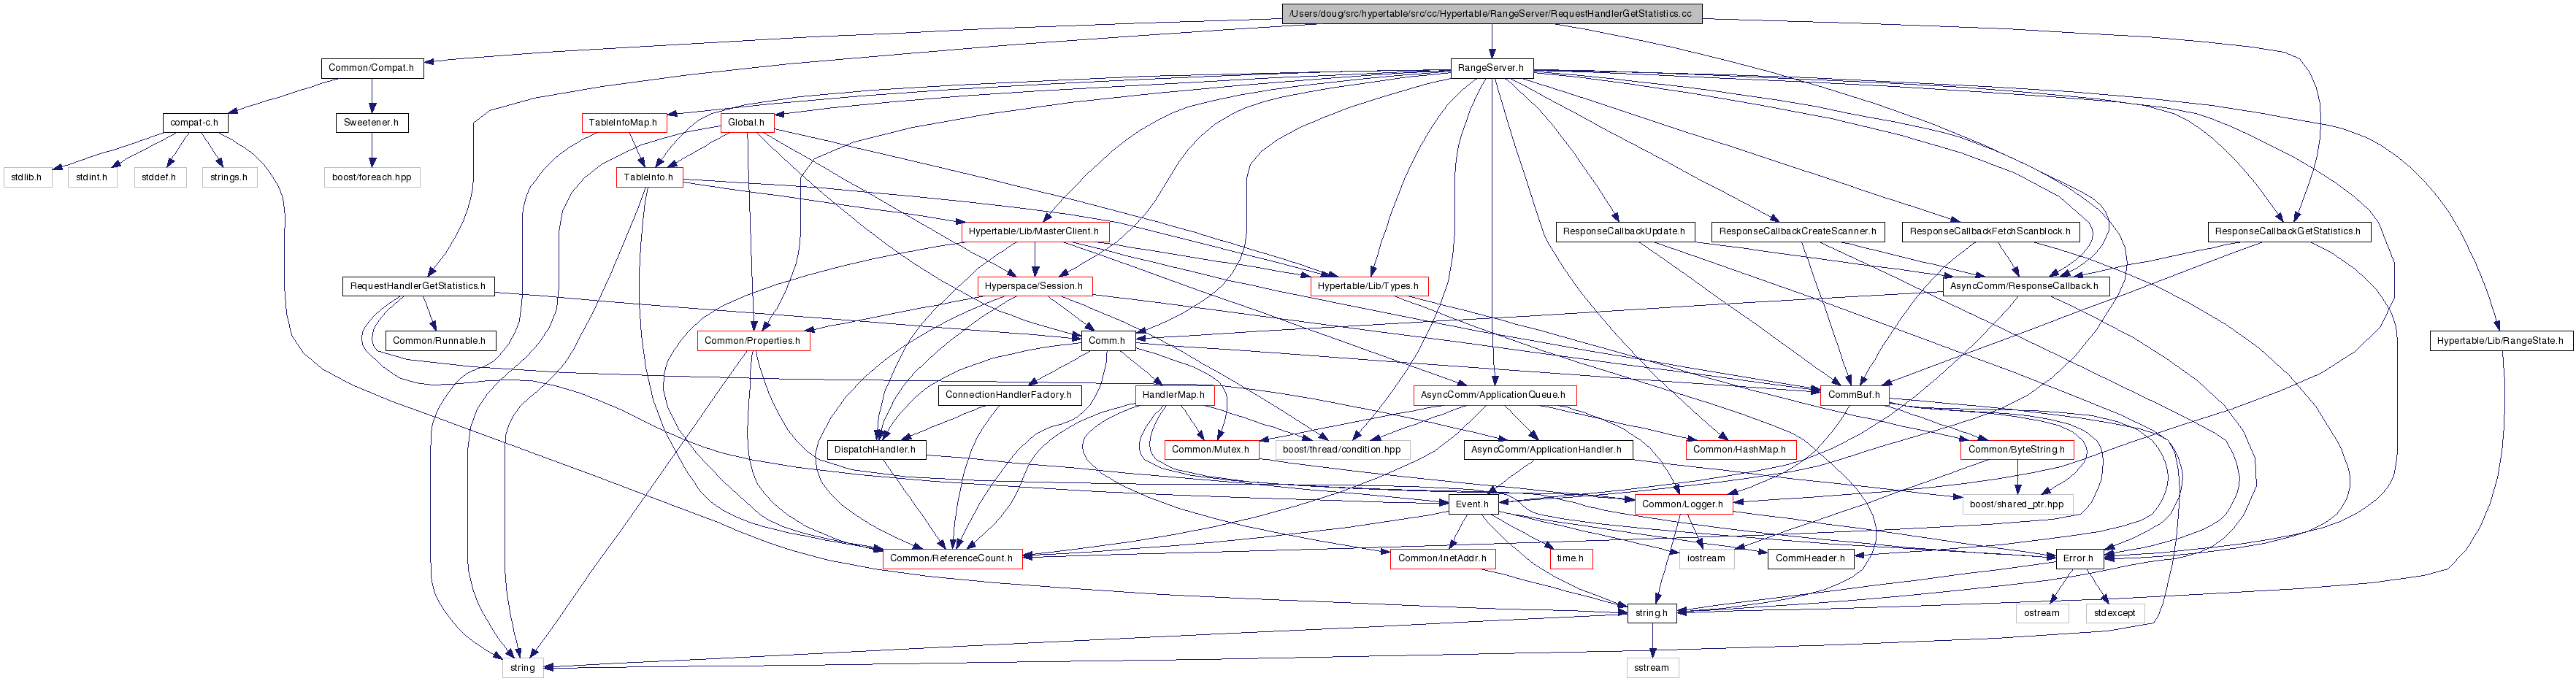 /Users/doug/src/hypertable/src/cc/Hypertable/RangeServer/RequestHandlerGetStatistics.cc
Common/Compat.h
RangeServer.h
compat-c.h
Sweetener.h
TableInfoMap.h
Global.h
stdlib.h
stdint.h
stddef.h
strings.h
boost/foreach.hpp
TableInfo.h
Hypertable/Lib/MasterClient.h
ResponseCallbackUpdate.h
ResponseCallbackCreateScanner.h
ResponseCallbackFetchScanblock.h
ResponseCallbackGetStatistics.h
RequestHandlerGetStatistics.h
Hyperspace/Session.h
Hypertable/Lib/Types.h
AsyncComm/ResponseCallback.h
Common/Runnable.h
Common/Properties.h
Comm.h
Hypertable/Lib/RangeState.h
ConnectionHandlerFactory.h
HandlerMap.h
AsyncComm/ApplicationQueue.h
CommBuf.h
DispatchHandler.h
Common/Mutex.h
boost/thread/condition.hpp
AsyncComm/ApplicationHandler.h
Common/HashMap.h
Common/ByteString.h
Event.h
Common/Logger.h
boost/shared_ptr.hpp
Common/ReferenceCount.h
Common/InetAddr.h
time.h
iostream
CommHeader.h
Error.h
string.h
ostream
stdexcept
string
sstream